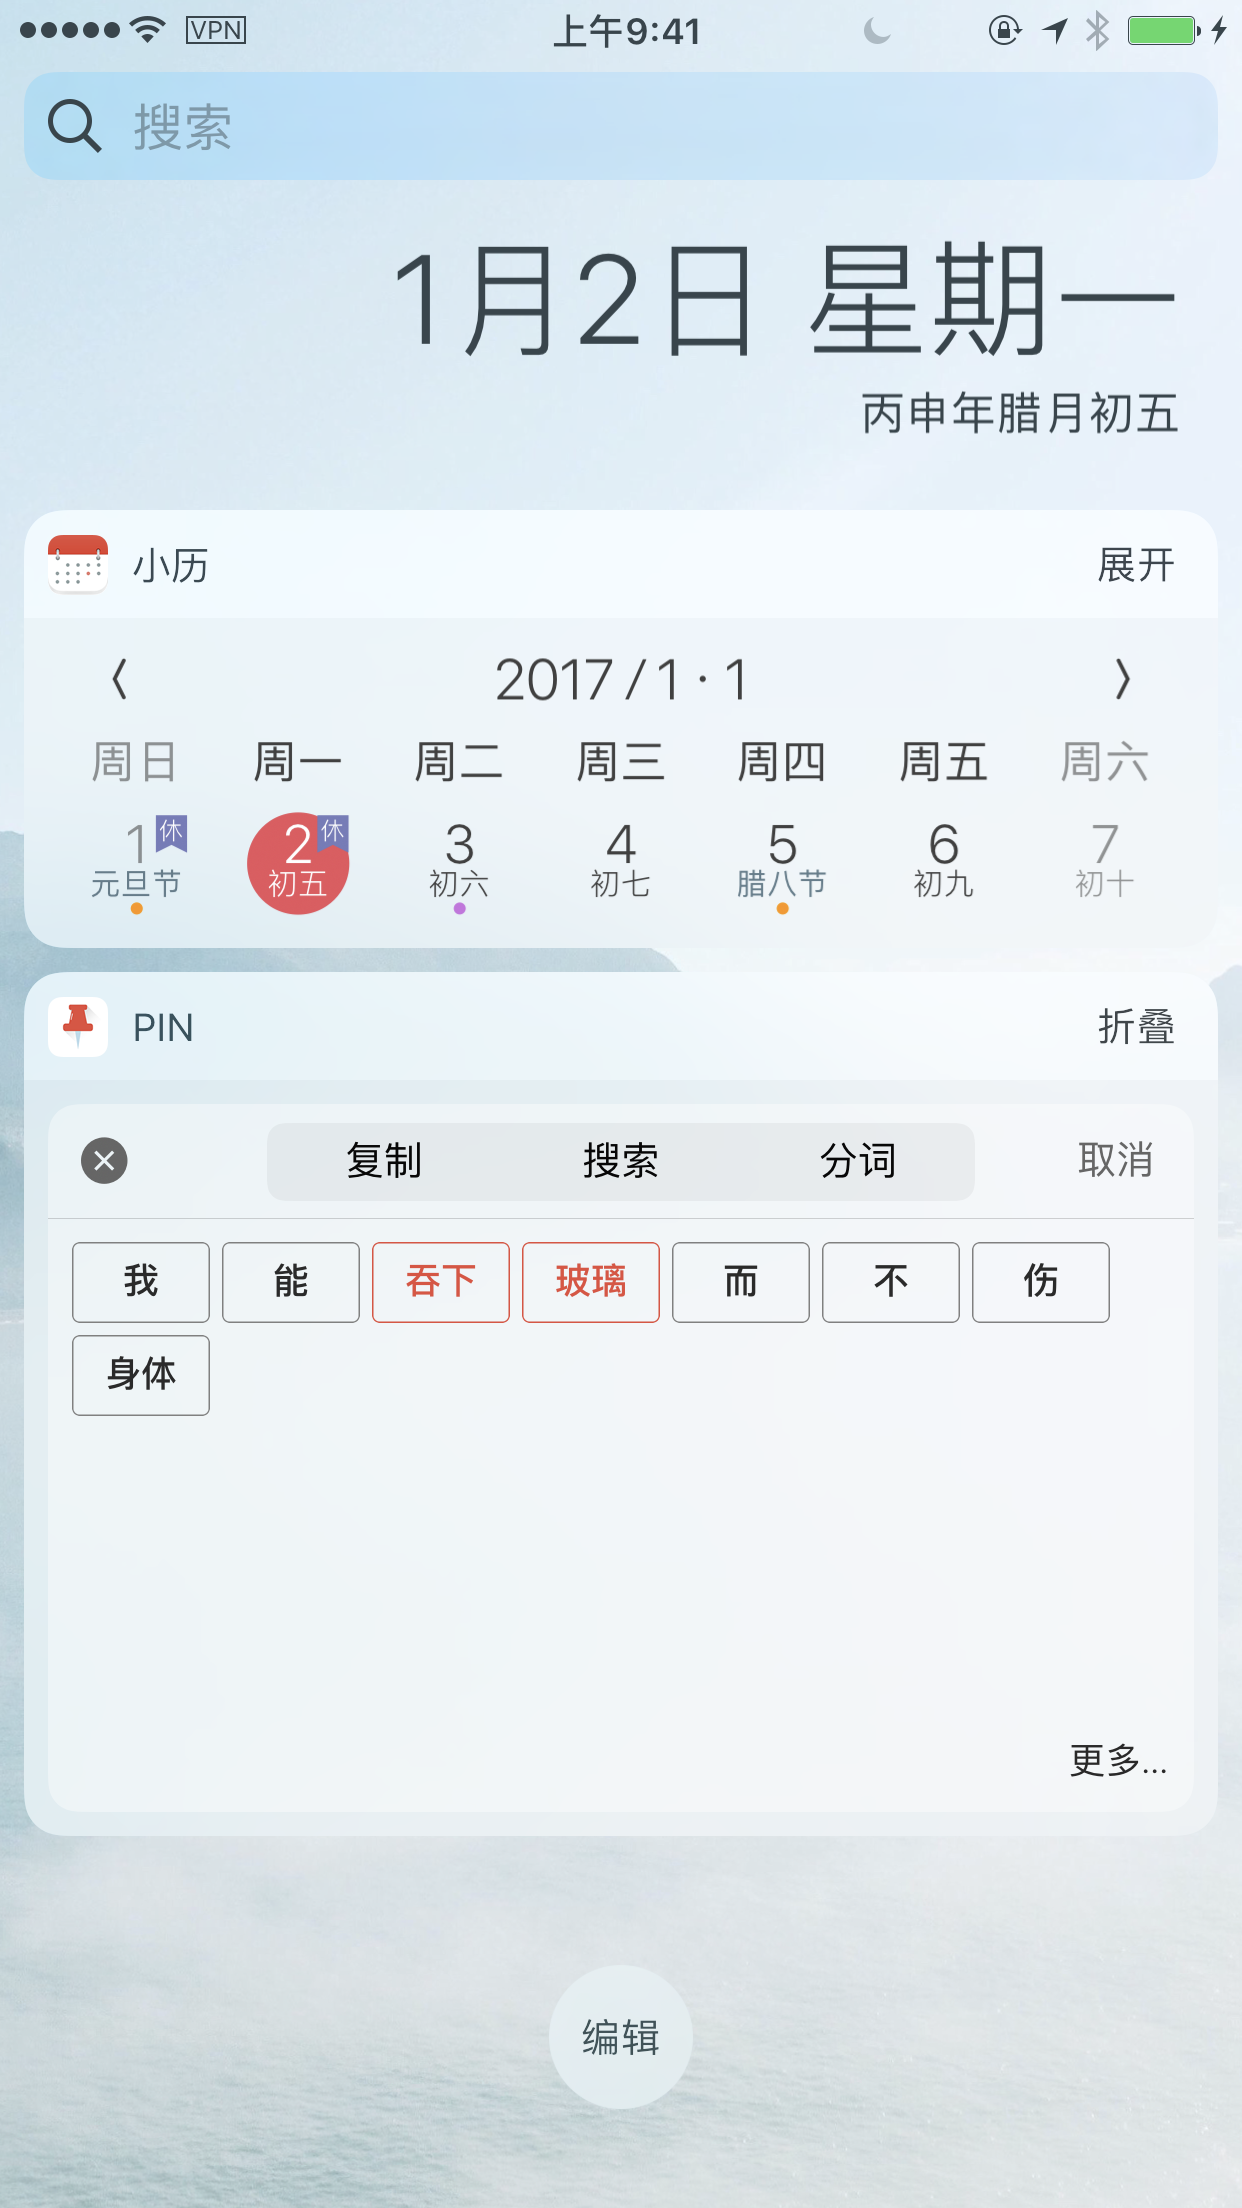 VPN 上午9:41
搜索
1月2日 星期一
丙申年腊月初五
小历 展开
〈 2017 / 1 · 1 〉
周日 周一 周二 周三 周四 周五 周六
1 休 2 休 3 4 5 6 7
元旦节 初五 初六 初七 腊八节 初九 初十
PIN 折叠
复制 搜索 分词 取消
我 能 吞下 玻璃 而 不 伤
身体
更多...
编辑